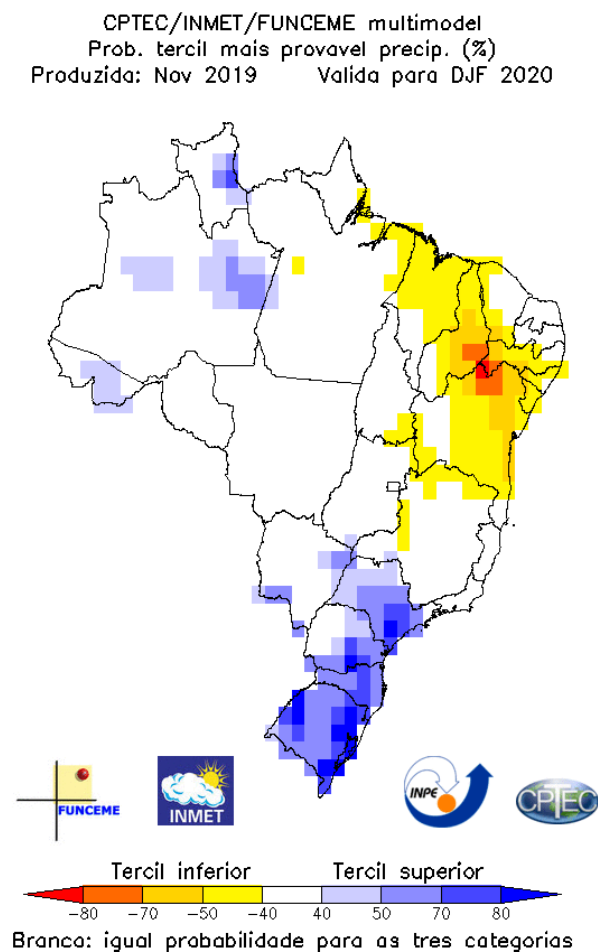 CPTEC/INMET/FUNCEME multimodel
Prob. tercil mais provavel precip. (%)
Produzida: Nov 2019 Valida para DJF 2020
FUNCEME
INMET
INPE
CPTEC
Tercil inferior Tercil superior
-80 -70 -50 -40 40 50 70 80
Branco: igual probabilidade para as tres categorias